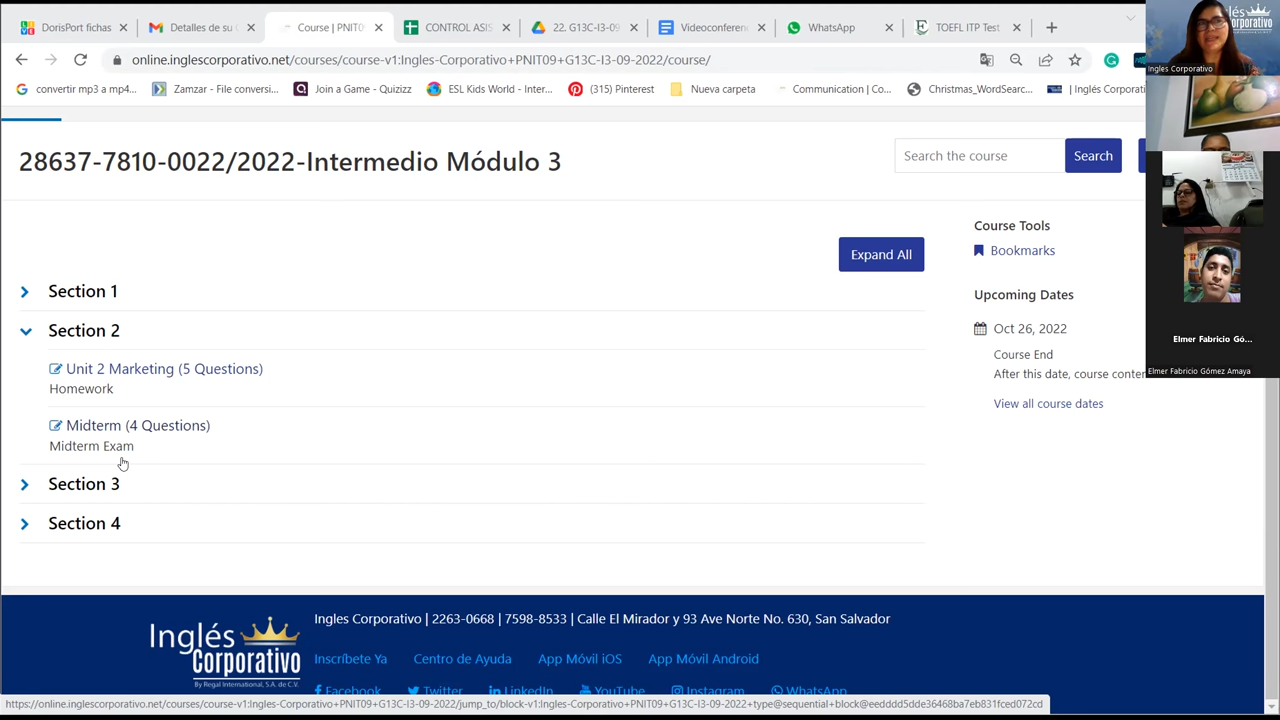 DorisPort fichas
Detalles de su
Course | PNIT0
CONTROL ASIS
22. G13C-I3-09
Videoconferen
WhatsApp
TOEFL ITP Test
online.inglescorporativo.net/courses/course-v1:Ingles-Corporativo+PNIT09+G13C-I3-09-2022/course/
convertir mp3 a mp4...
Zamzar - File conversi...
Join a Game - Quizizz
ESL Kids World - Inter...
(315) Pinterest
Nueva carpeta
Communication | Co...
Christmas_WordSearc...
| Inglés Corporati
28637-7810-0022/2022-Intermedio Módulo 3
Search the course
Search
Expand All
Section 1
Section 2
Unit 2 Marketing (5 Questions)
Homework
Midterm (4 Questions)
Midterm Exam
Section 3
Section 4
Course Tools
Bookmarks
Upcoming Dates
Oct 26, 2022
Course End
After this date, course conten
View all course dates
Ingles Corporativo
Elmer Fabricio Gó...
Elmer Fabricio Gómez Amaya
Inglés
Corporativo
By Regal International, S.A. de C.V.
Ingles Corporativo | 2263-0668 | 7598-8533 | Calle El Mirador y 93 Ave Norte No. 630, San Salvador
Inscríbete Ya
Centro de Ayuda
App Móvil iOS
App Móvil Android
Facebook
Twitter
LinkedIn
YouTube
Instagram
WhatsApp
https://online.inglescorporativo.net/courses/course-v1:Ingles-Corporativo+PNIT09+G13C-I3-09-2022/jump_to/block-v1:Ingles-Corporativo+PNIT09+G13C-I3-09-2022+type@sequential+block@eedddd5dde36468ba7eb831fced072cd